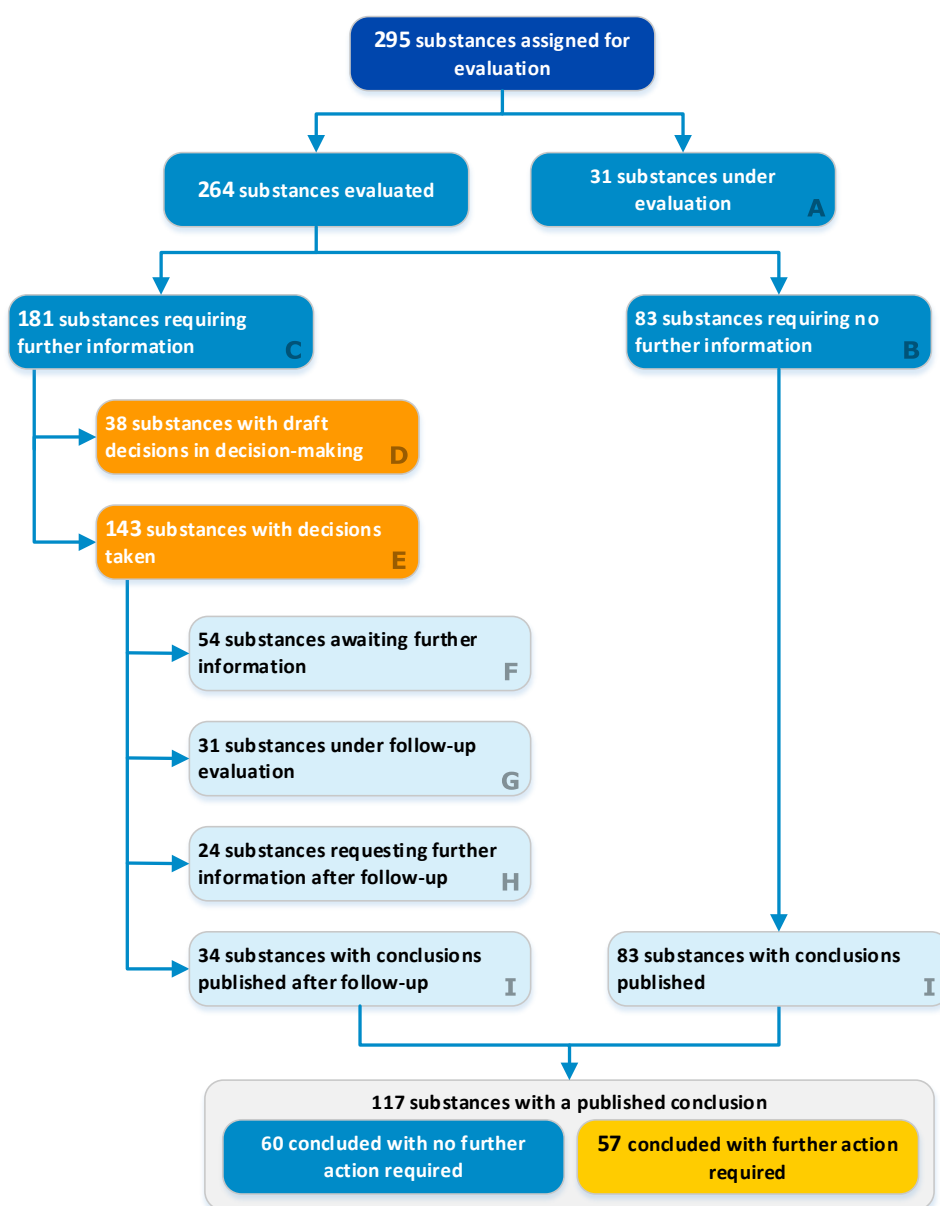 295 substances assigned for
evaluation
264 substances evaluated
31 substances under
evaluation
A
181 substances requiring
further information
C
83 substances requiring no
further information
B
38 substances with draft
decisions in decision-making
D
143 substances with decisions
taken
E
54 substances awaiting further
information
F
31 substances under follow-up
evaluation
G
24 substances requesting further
information after follow-up
H
34 substances with conclusions
published after follow-up
I
83 substances with conclusions
published
I
117 substances with a published conclusion
60 concluded with no further
action required
57 concluded with further action
required